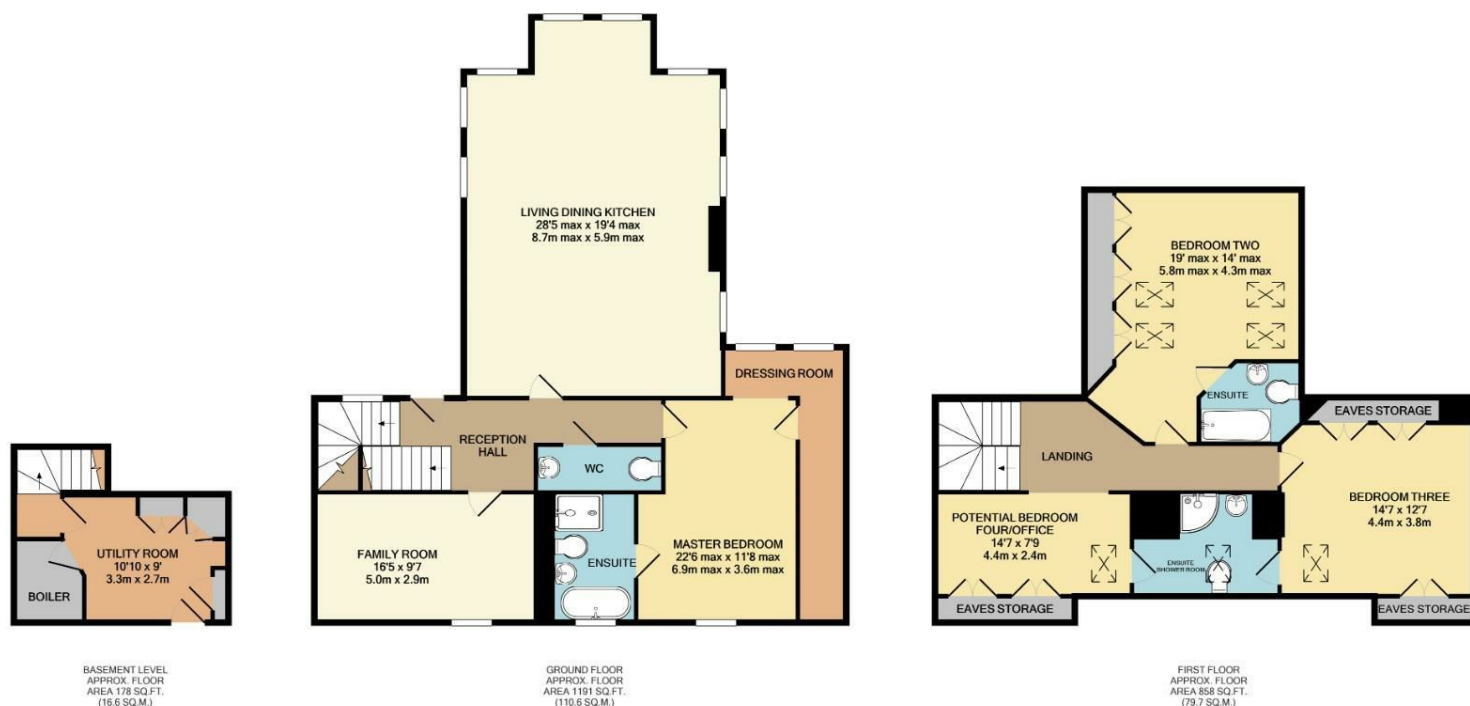 LIVING DINING KITCHEN
28'5 max x 19'4 max
8.7m max x 5.9m max
DRESSING ROOM
RECEPTION
HALL
WC
FAMILY ROOM
16'5 x 9'7
5.0m x 2.9m
ENSUITE
MASTER BEDROOM
22'6 max x 11'8 max
6.9m max x 3.6m max
UTILITY ROOM
10'10 x 9'
3.3m x 2.7m
BOILER
BEDROOM TWO
19' max x 14' max
5.8m max x 4.3m max
ENSUITE
EAVES STORAGE
LANDING
BEDROOM THREE
14'7 x 12'7
4.4m x 3.8m
POTENTIAL BEDROOM
FOUR/OFFICE
14'7 x 7'9
4.4m x 2.4m
ENSUITE
SHOWER ROOM
EAVES STORAGE
EAVES STORAGE
BASEMENT LEVEL
APPROX. FLOOR
AREA 178 SQ.FT.
(16.6 SQ.M.)
GROUND FLOOR
APPROX. FLOOR
AREA 1191 SQ.FT.
(110.6 SQ.M.)
FIRST FLOOR
APPROX. FLOOR
AREA 858 SQ.FT.
(79.7 SQ.M.)